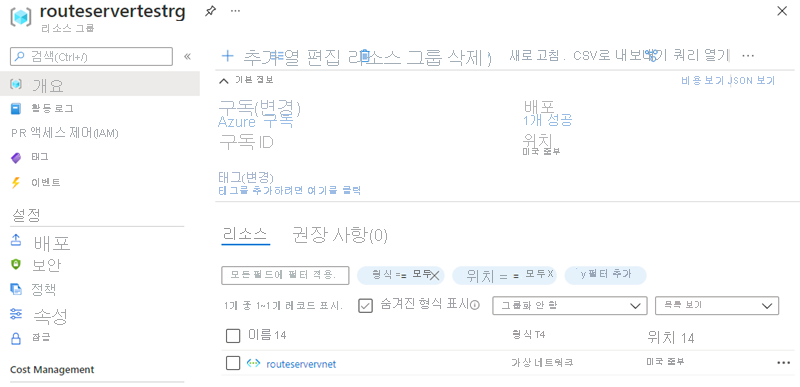 routeservertestrg
리소스 그룹
검색(Ctrl+/)
추가 열 편집 리소스 그룹 삭제 새로 고침. CSV로 내보내기 쿼리 열기
개요
기본 정보
비용 보기 JSON 보기
활동 로그
PR 액세스 제어(IAM)
태그
이벤트
구독(변경)
Azure 구독
구독 ID
배포
1개 성공
위치
미국 중부
태그(변경)
태그를 추가하려면 여기를 클릭
설정
배포
보안
정책
속성
잠금
Cost Management
리소스
권장 사항(0)
모든 필드에 필터 적용.
형식 == 모두 X
위치 = = 모두 X
y 필터 추가
1개 중 1~1개 레코드 표시.
숨겨진 형식 표시
그룹화 안 함
목록 보기
이름 14
형식 T4
위치 14
routeservervnet
가상 네트워크
미국 중부